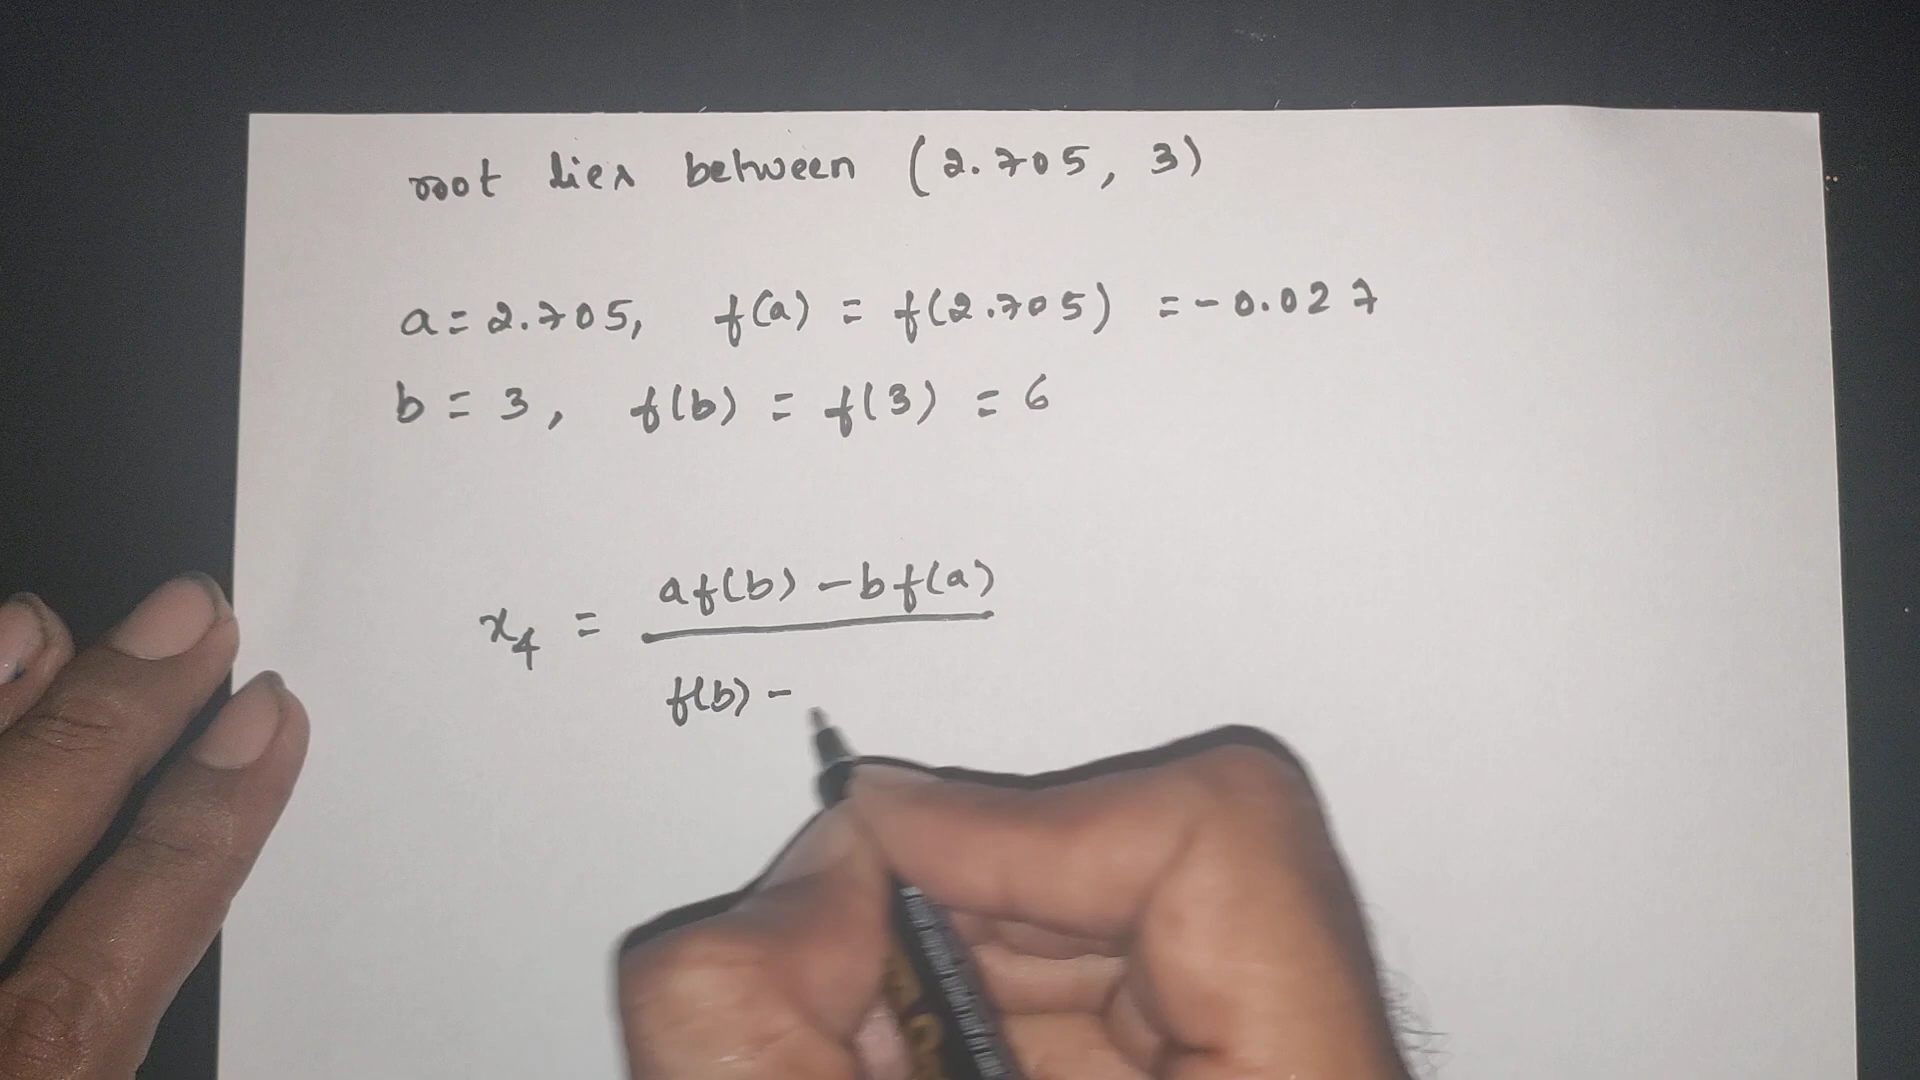 root lies between (2.705, 3)
a = 2.705, f(a) = f(2.705) = -0.027
b = 3, f(b) = f(3) = 6
x₄ = af(b) - bf(a)
f(b) -